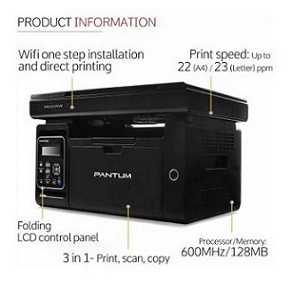 PRODUCT INFORMATION
Wifi one step installation
and direct printing
Print speed: Up to
22 (A4) / 23 (Letter) ppm
PANTUM
Folding
LCD control panel
3 in 1- Print, scan, copy
Processor/Memory:
600MHz/128MB